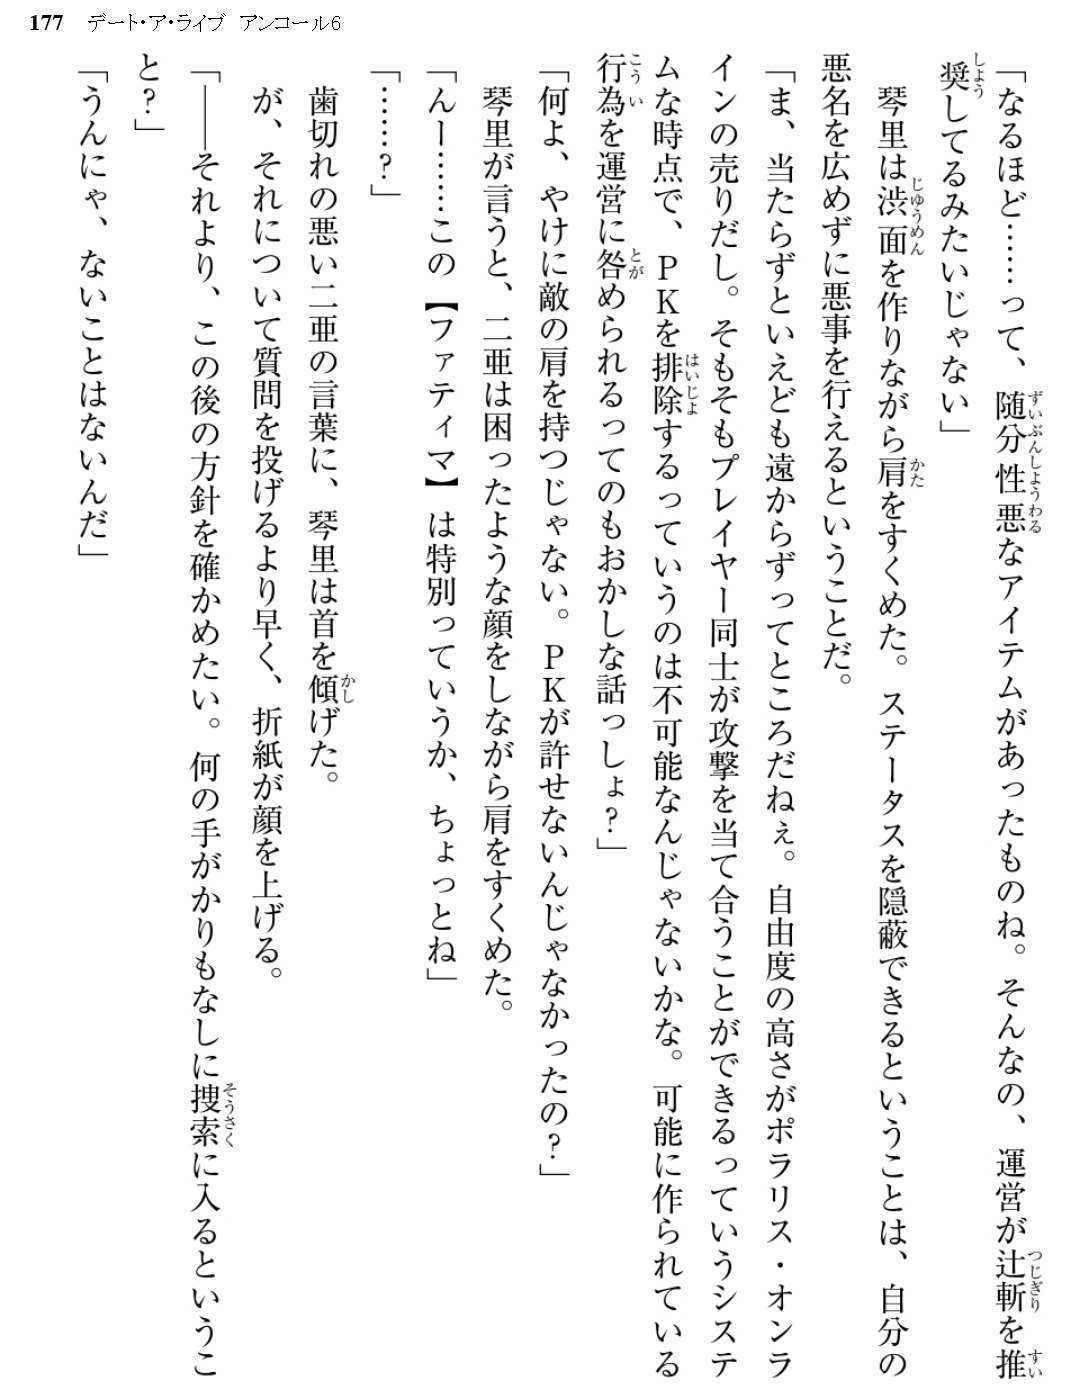 177 デート・ア・ライブ アンコール6
「なるほど……って、随分性悪なアイテムがあったものね。そんなの、運営が辻斬を推
奨してるみたいじゃない」
　琴里は渋面を作りながら肩をすくめた。ステータスを隠蔽できるということは、自分の
悪名を広めずに悪事を行えるということだ。
「ま、当たらずといえども遠からずってところだねぇ。自由度の高さがポラリス・オンラ
インの売りだし。そもそもプレイヤー同士が攻撃を当て合うことができるっていうシステ
ムな時点で、ＰＫを排除するっていうのは不可能なんじゃないかな。可能に作られている
行為を運営に咎められるってのもおかしな話っしょ？」
「何よ、やけに敵の肩を持つじゃない。ＰＫが許せないんじゃなかったの？」
　琴里が言うと、二亜は困ったような顔をしながら肩をすくめた。
「んー……この【ファティマ】は特別っていうか、ちょっとね」
「……？」
　歯切れの悪い二亜の言葉に、琴里は首を傾げた。
　が、それについて質問を投げるより早く、折紙が顔を上げる。
「――それより、この後の方針を確かめたい。何の手がかりもなしに捜索に入るというこ
と？」
「うんにゃ、ないことはないんだ」